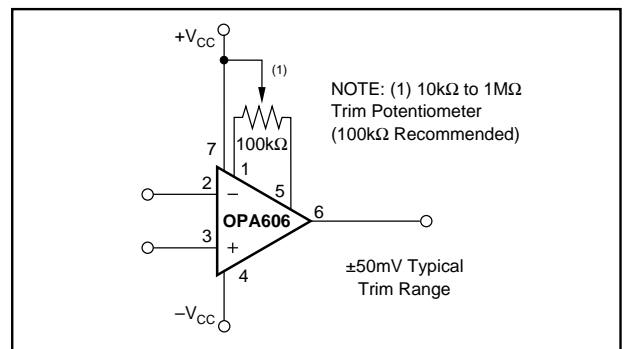 +VCC
(1)
NOTE: (1) 10kΩ to 1MΩ
Trim Potentiometer
(100kΩ Recommended)
100kΩ
7
1
5
2
–
OPA606
6
3
+
4
±50mV Typical
Trim Range
–VCC